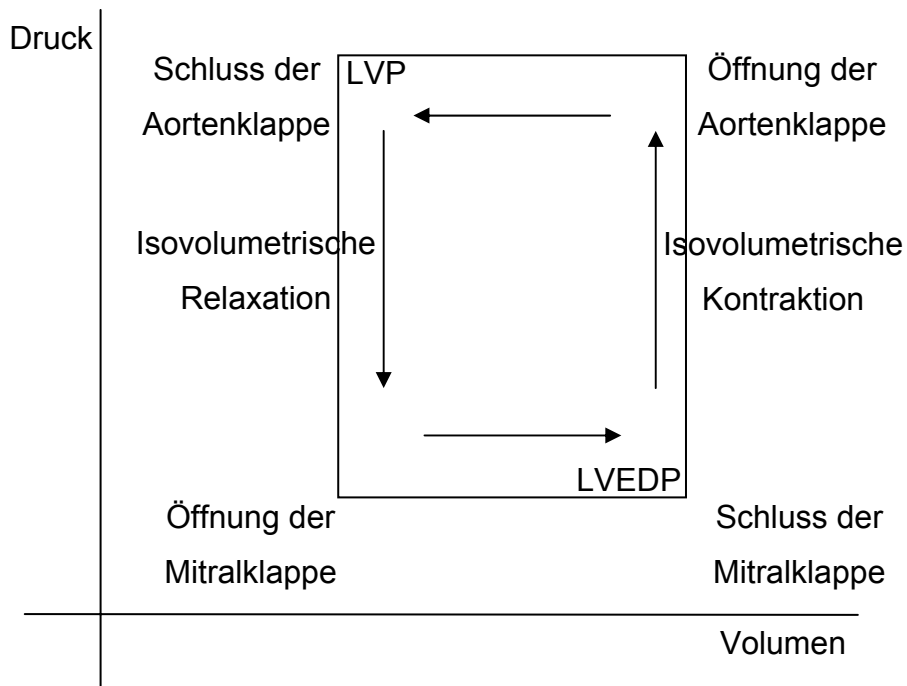 Druck
Schluss der
Aortenklappe
LVP
Öffnung der
Aortenklappe
Isovolumetrische
Relaxation
Isovolumetrische
Kontraktion
LVEDP
Öffnung der
Mitralklappe
Schluss der
Mitralklappe
Volumen